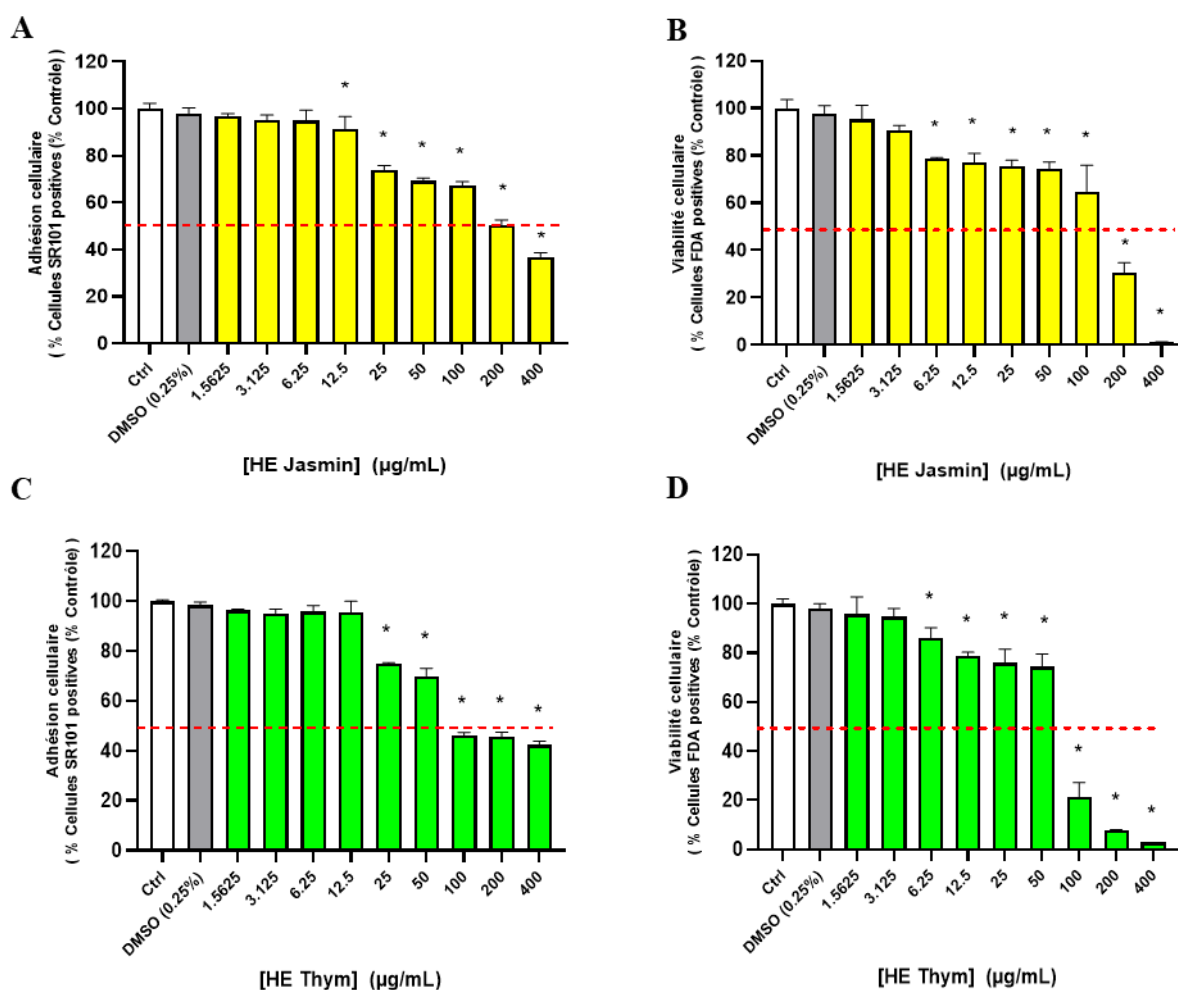 A
Adhésion cellulaire
( % Cellules SR101 positives (% Contrôle) )
120
100
80
60
40
20
0
* * * * * *
Ctrl
DMSO (0.25%)
1.5625
3.125
6.25
12.5
25
50
100
200
400
[HE Jasmin] (µg/mL)
B
Viabilité cellulaire
( % Cellules FDA positives (% Contrôle) )
120
100
80
60
40
20
0
* * * * * * *
Ctrl
DMSO (0.25%)
1.5625
3.125
6.25
12.5
25
50
100
200
400
[HE Jasmin] (µg/mL)
C
Adhésion cellulaire
( % Cellules SR101 positives (% Contrôle) )
120
100
80
60
40
20
0
* * * * *
Ctrl
DMSO (0.25%)
1.5625
3.125
6.25
12.5
25
50
100
200
400
[HE Thym] (µg/mL)
D
Viabilité cellulaire
( % Cellules FDA positives (% Contrôle) )
120
100
80
60
40
20
0
* * * * * * *
Ctrl
DMSO (0.25%)
1.5625
3.125
6.25
12.5
25
50
100
200
400
[HE Thym] (µg/mL)